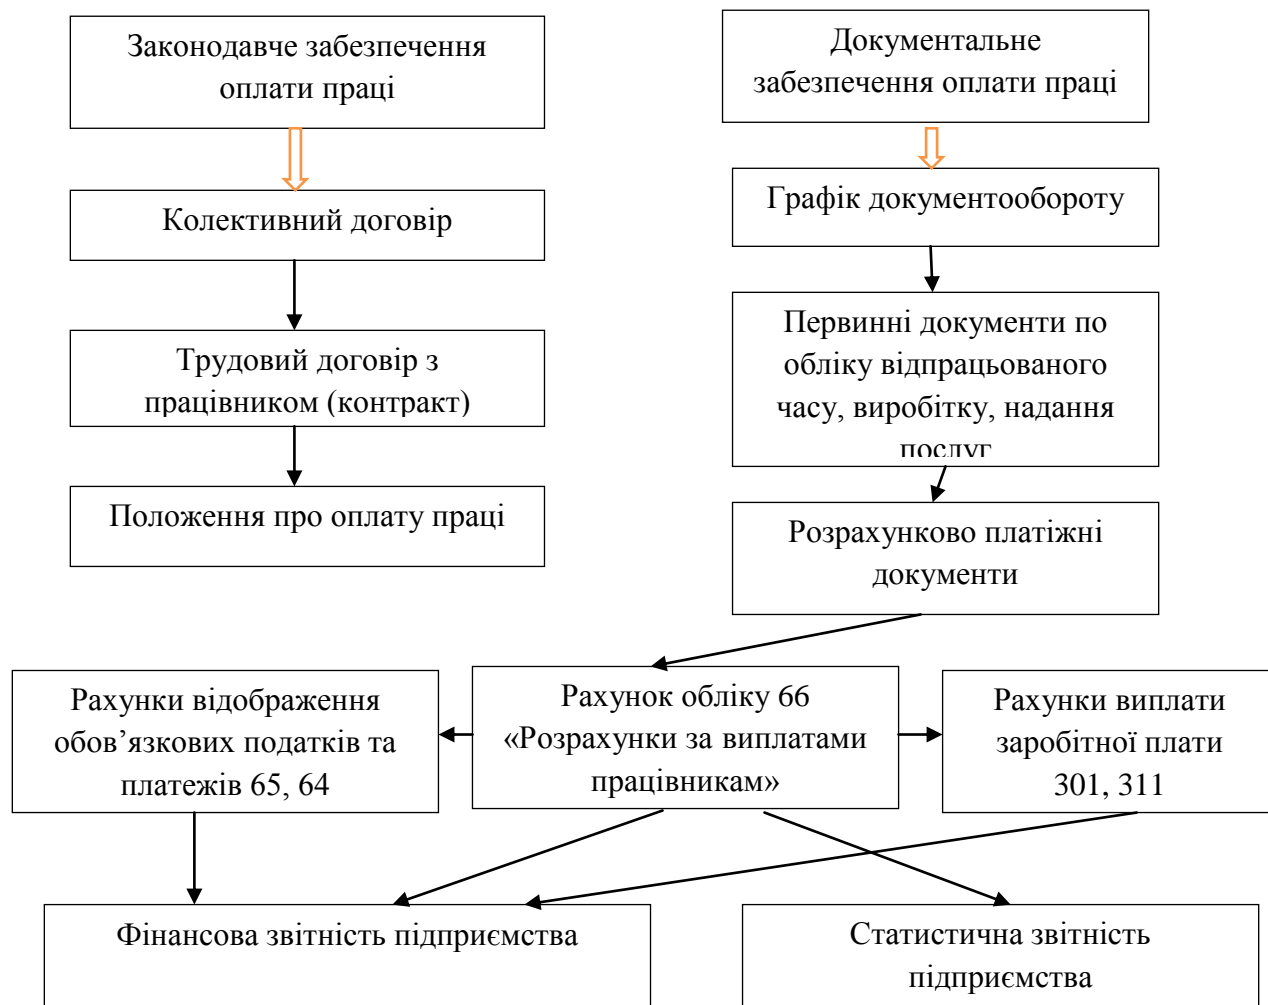 Законодавче забезпечення
оплати праці
Документальне
забезпечення оплати праці
Колективний договір
Графік документообороту
Трудовий договір з
працівником (контракт)
Первинні документи по
обліку відпрацьованого
часу, виробітку, надання
послуг
Положення про оплату праці
Розрахунково платіжні
документи
Рахунки відображення
обов’язкових податків та
платежів 65, 64
Рахунок обліку 66
«Розрахунки за виплатами
працівникам»
Рахунки виплати
заробітної плати
301, 311
Фінансова звітність підприємства
Статистична звітність
підприємства